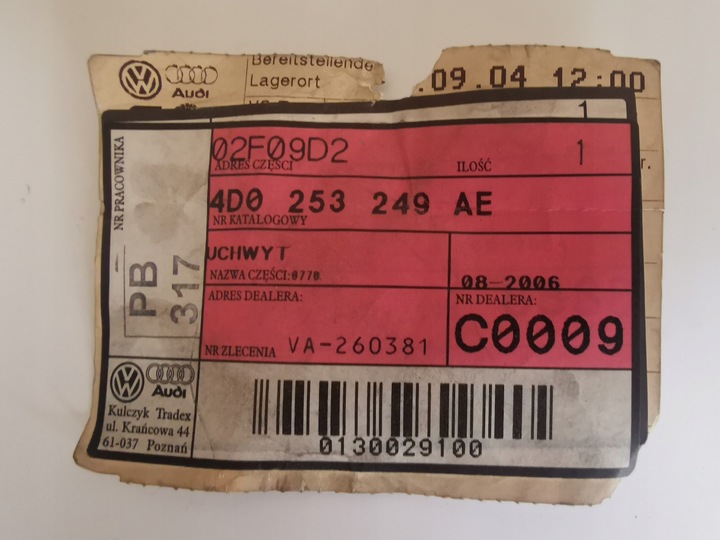 Bereitstellende
Lagerort
.09.04 12:00
Audi
1
NR PRACOWNIKA
PB
317
02F09D2
ADRES CZĘŚCI
ILOŚĆ
1
r.
4D0 253 249 AE
NR KATALOGOWY
UCHWYT
NAZWA CZĘŚCI:0770
08-2006
ADRES DEALERA:
NR DEALERA:
C0009
NR ZLECENIA VA-260381
Audi
Kulczyk Tradex
ul. Krańcowa 44
61-037 Poznań
0130029100